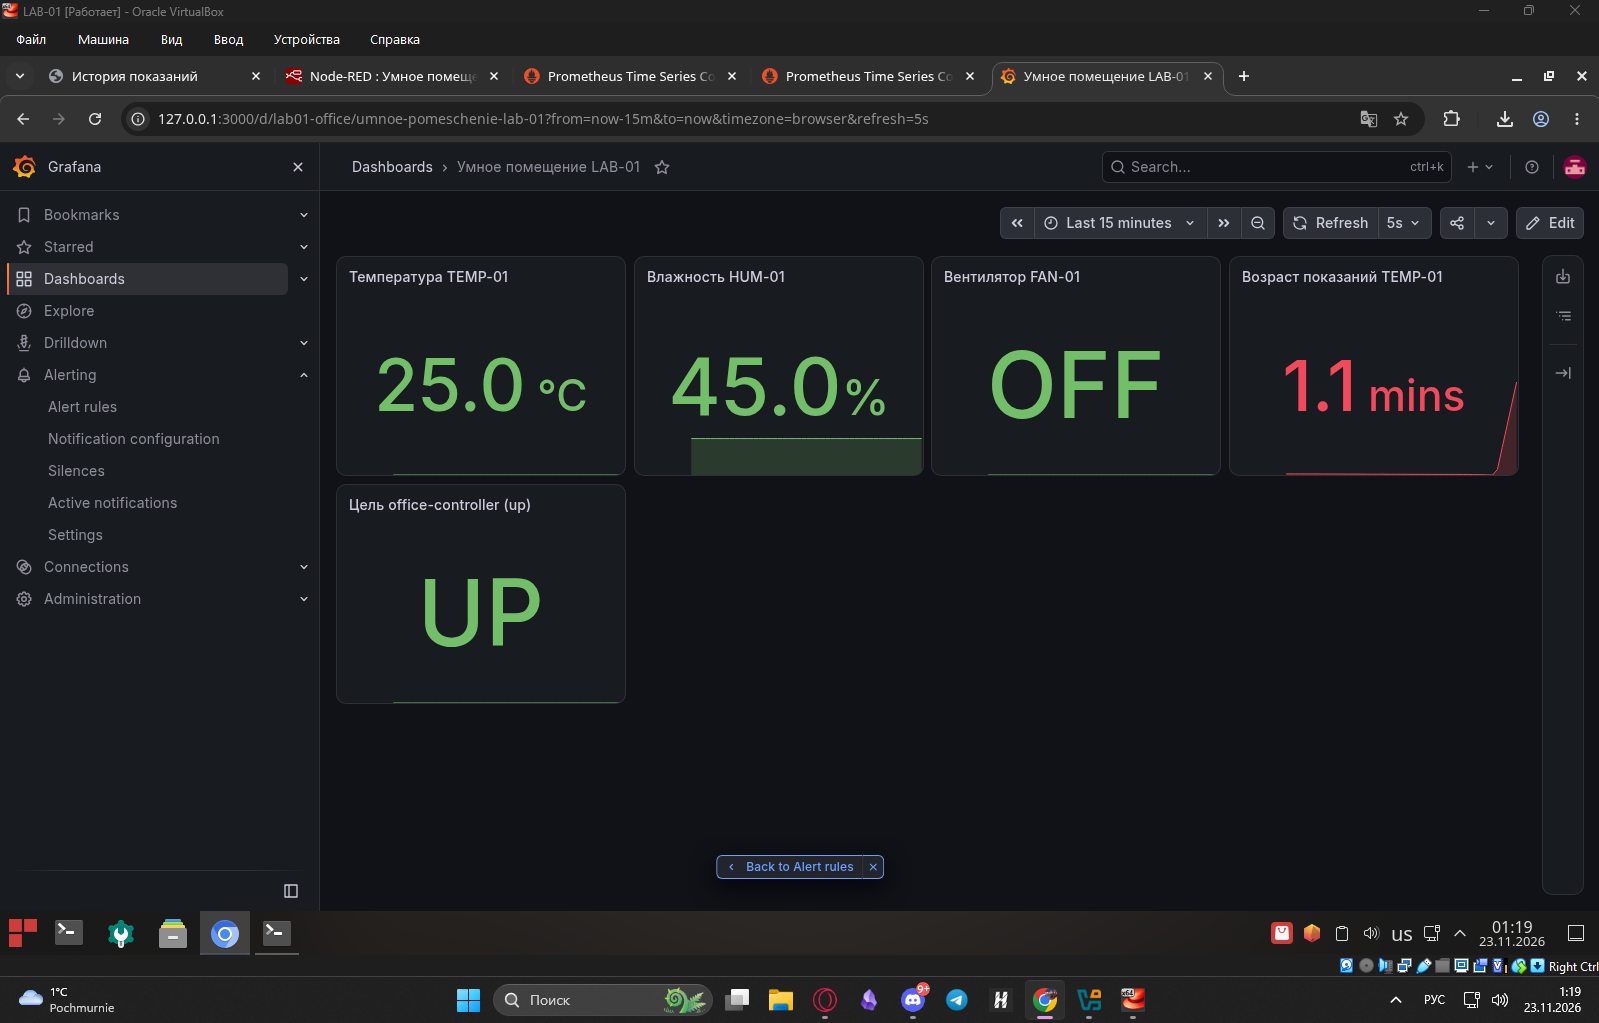 LAB-01 [Работает] - Oracle VirtualBox
Файл Машина Вид Ввод Устройства Справка
История показаний Node-RED : Умное помеще Prometheus Time Series Co Prometheus Time Series Co Умное помещение LAB-01
127.0.0.1:3000/d/lab01-office/umnoe-pomeschenie-lab-01?from=now-15m&to=now&timezone=browser&refresh=5s
Grafana
Dashboards › Умное помещение LAB-01
Search... ctrl+k
Bookmarks
Starred
Dashboards
Explore
Drilldown
Alerting
Alert rules
Notification configuration
Silences
Active notifications
Settings
Connections
Administration
Last 15 minutes Refresh 5s Edit
Температура TEMP-01
25.0 °C
Влажность HUM-01
45.0%
Вентилятор FAN-01
OFF
Возраст показаний TEMP-01
1.1 mins
Цель office-controller (up)
UP
Back to Alert rules
us 01:19
23.11.2026
Right Ctrl
1°C
Pochmurnie
Поиск
9+
x64
РУС
1:19
23.11.2026